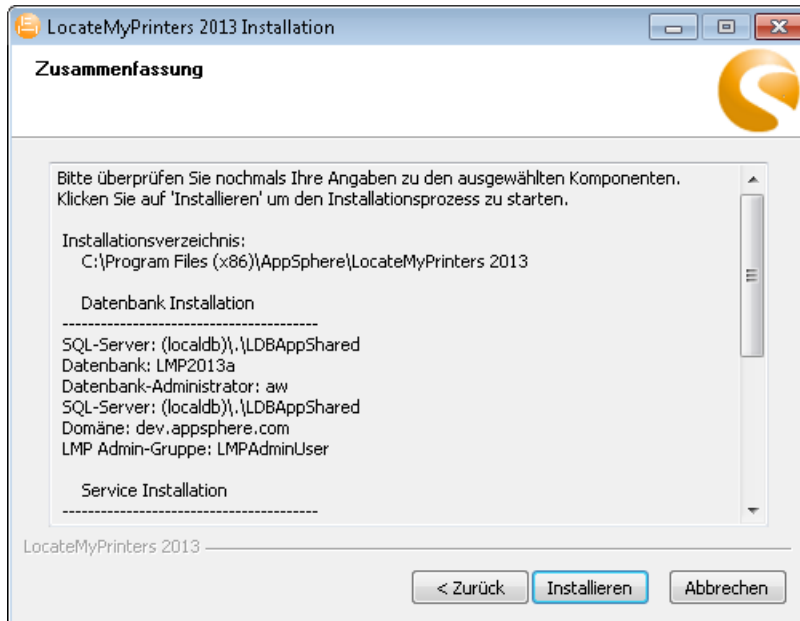 LocateMyPrinters 2013 Installation
Zusammenfassung
Bitte überprüfen Sie nochmals Ihre Angaben zu den ausgewählten Komponenten.
Klicken Sie auf 'Installieren' um den Installationsprozess zu starten.
Installationsverzeichnis:
C:\Program Files (x86)\AppSphere\LocateMyPrinters 2013
Datenbank Installation
----------------------------------------
SQL-Server: (localdb)\.\LDBAppShared
Datenbank: LMP2013a
Datenbank-Administrator: aw
SQL-Server: (localdb)\.\LDBAppShared
Domäne: dev.appsphere.com
LMP Admin-Gruppe: LMPAdminUser
Service Installation
----------------------------------------
LocateMyPrinters 2013
< Zurück Installieren Abbrechen